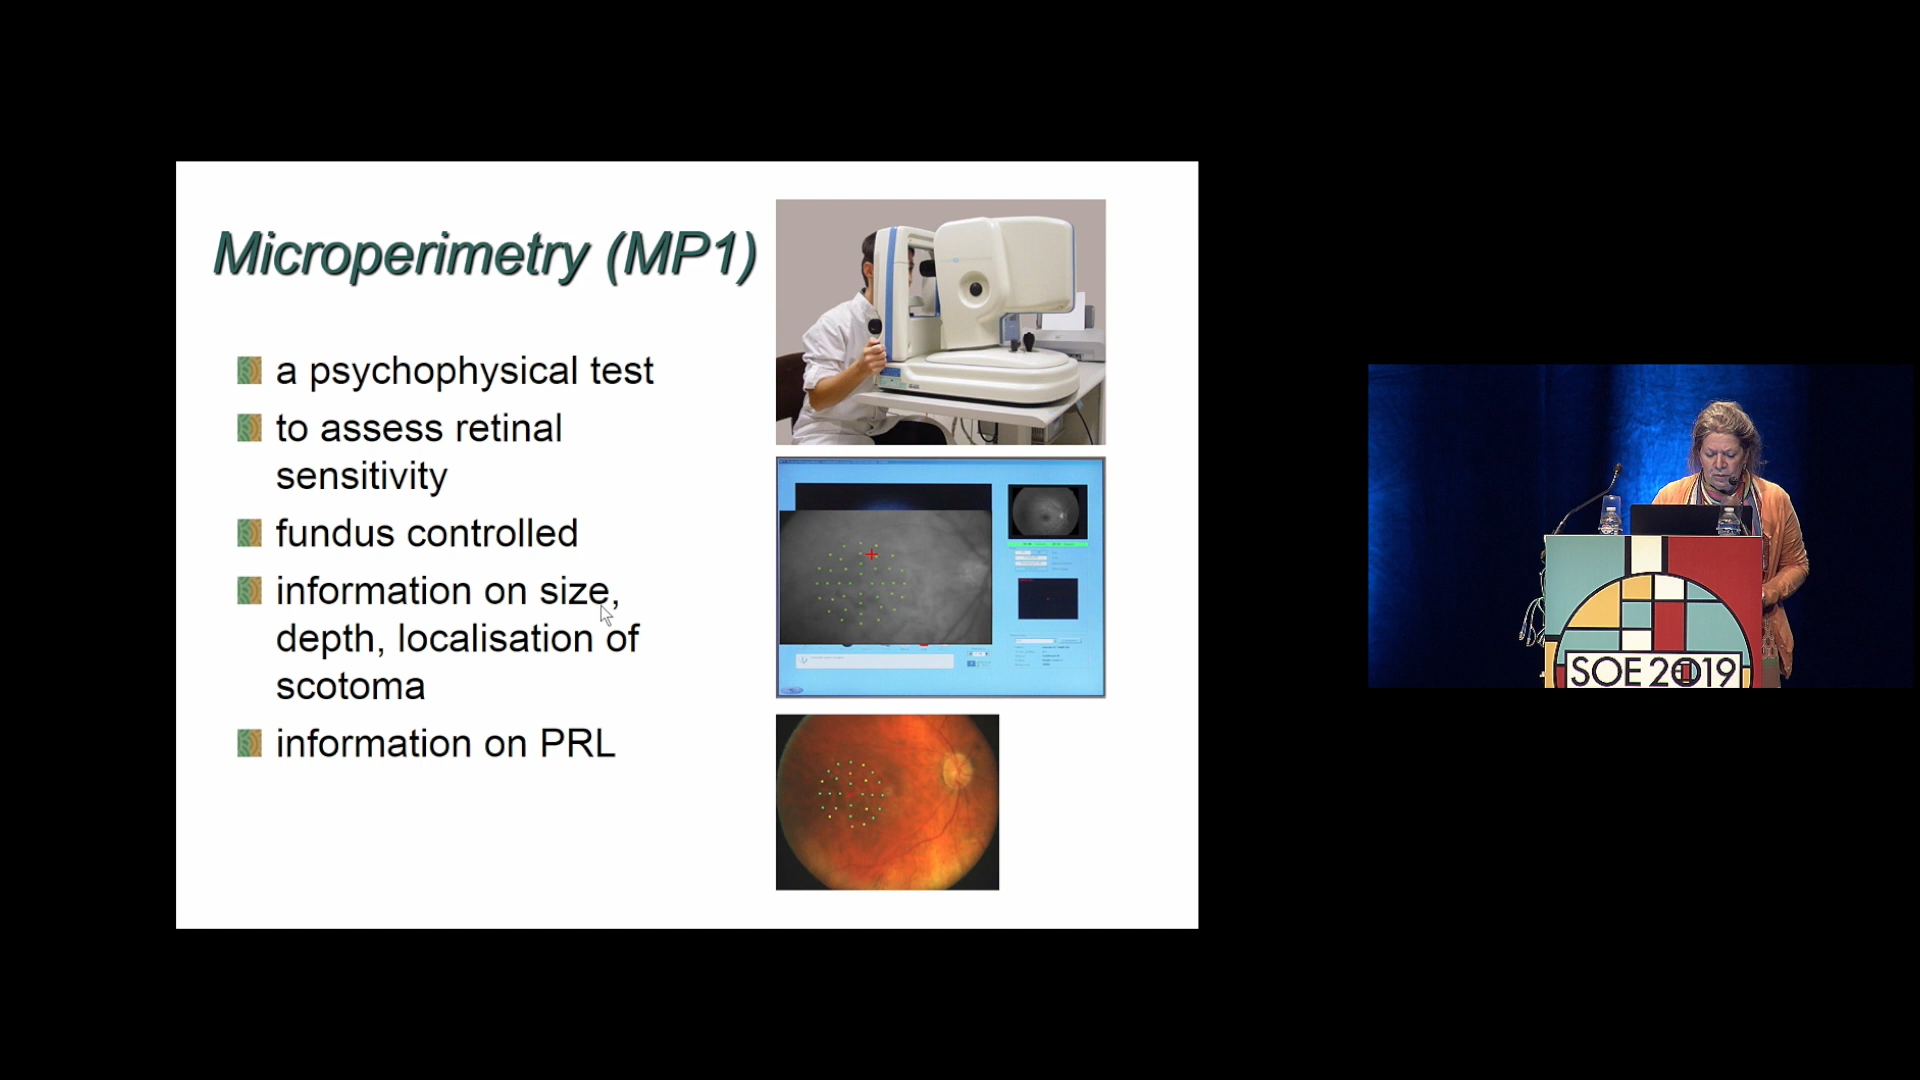 Microperimetry (MP1)
a psychophysical test
to assess retinal
sensitivity
fundus controlled
information on size,
depth, localisation of
scotoma
information on PRL
SOE 2019